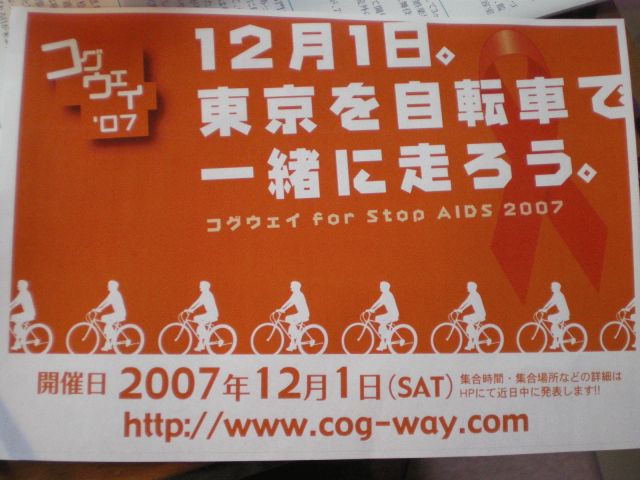 コグウェイ
'07
12月1日。
東京を自転車で
一緒に走ろう。
コグウェイ for Stop AIDS 2007
開催日 2007年12月1日(SAT)
集合時間・集合場所などの詳細は
HPにて近日中に発表します!!
http://www.cog-way.com